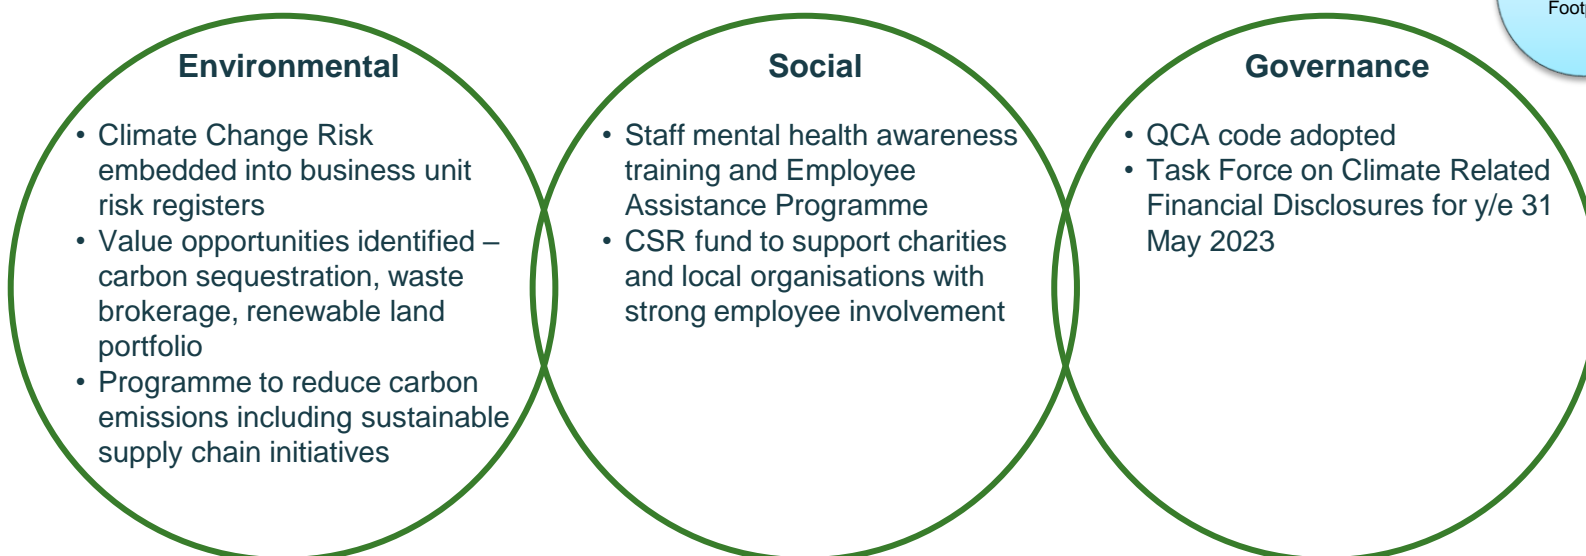 Foot
Environmental
• Climate Change Risk
embedded into business unit
risk registers
• Value opportunities identified –
carbon sequestration, waste
brokerage, renewable land
portfolio
• Programme to reduce carbon
emissions including sustainable
supply chain initiatives
Social
• Staff mental health awareness
training and Employee
Assistance Programme
• CSR fund to support charities
and local organisations with
strong employee involvement
Governance
• QCA code adopted
• Task Force on Climate Related
Financial Disclosures for y/e 31
May 2023